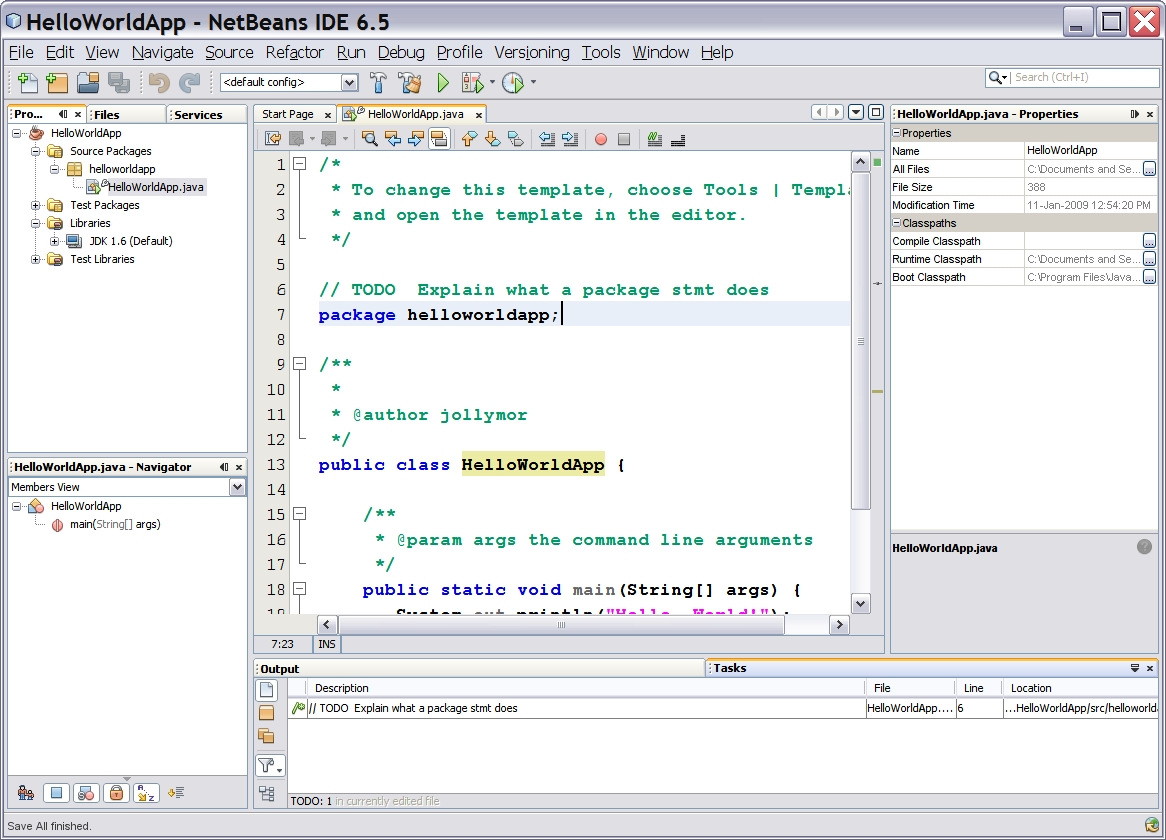 HelloWorldApp - NetBeans IDE 6.5
File Edit View Navigate Source Refactor Run Debug Profile Versioning Tools Window Help
<default config>
Search (Ctrl+I)
Pro...
Files
Services
HelloWorldApp
Source Packages
helloworldapp
HelloWorldApp.java
Test Packages
Libraries
JDK 1.6 (Default)
Test Libraries
HelloWorldApp.java - Navigator
Members View
HelloWorldApp
main(String[] args)
Start Page
HelloWorldApp.java
1 /*
2 * To change this template, choose Tools | Templa
3 * and open the template in the editor.
4 */
5
6 // TODO  Explain what a package stmt does
7 package helloworldapp;
8
9 /**
10 *
11 * @author jollymor
12 */
13 public class HelloWorldApp {
14
15 /**
16 * @param args the command line arguments
17 */
18 public static void main(String[] args) {
19 System.out.println("Hello, World!");
7:23 INS
HelloWorldApp.java - Properties
Properties
Name HelloWorldApp
All Files C:\Documents and Se... ...
File Size 388
Modification Time 11-Jan-2009 12:54:20 PM
Classpaths
Compile Classpath ...
Runtime Classpath C:\Documents and Se... ...
Boot Classpath C:\Program Files\Java... ...
HelloWorldApp.java
?
Output
Tasks
Description File Line Location
// TODO  Explain what a package stmt does HelloWorldApp.... 6 ...HelloWorldApp/src/helloworlda
TODO: 1 in currently edited file
Save All finished.